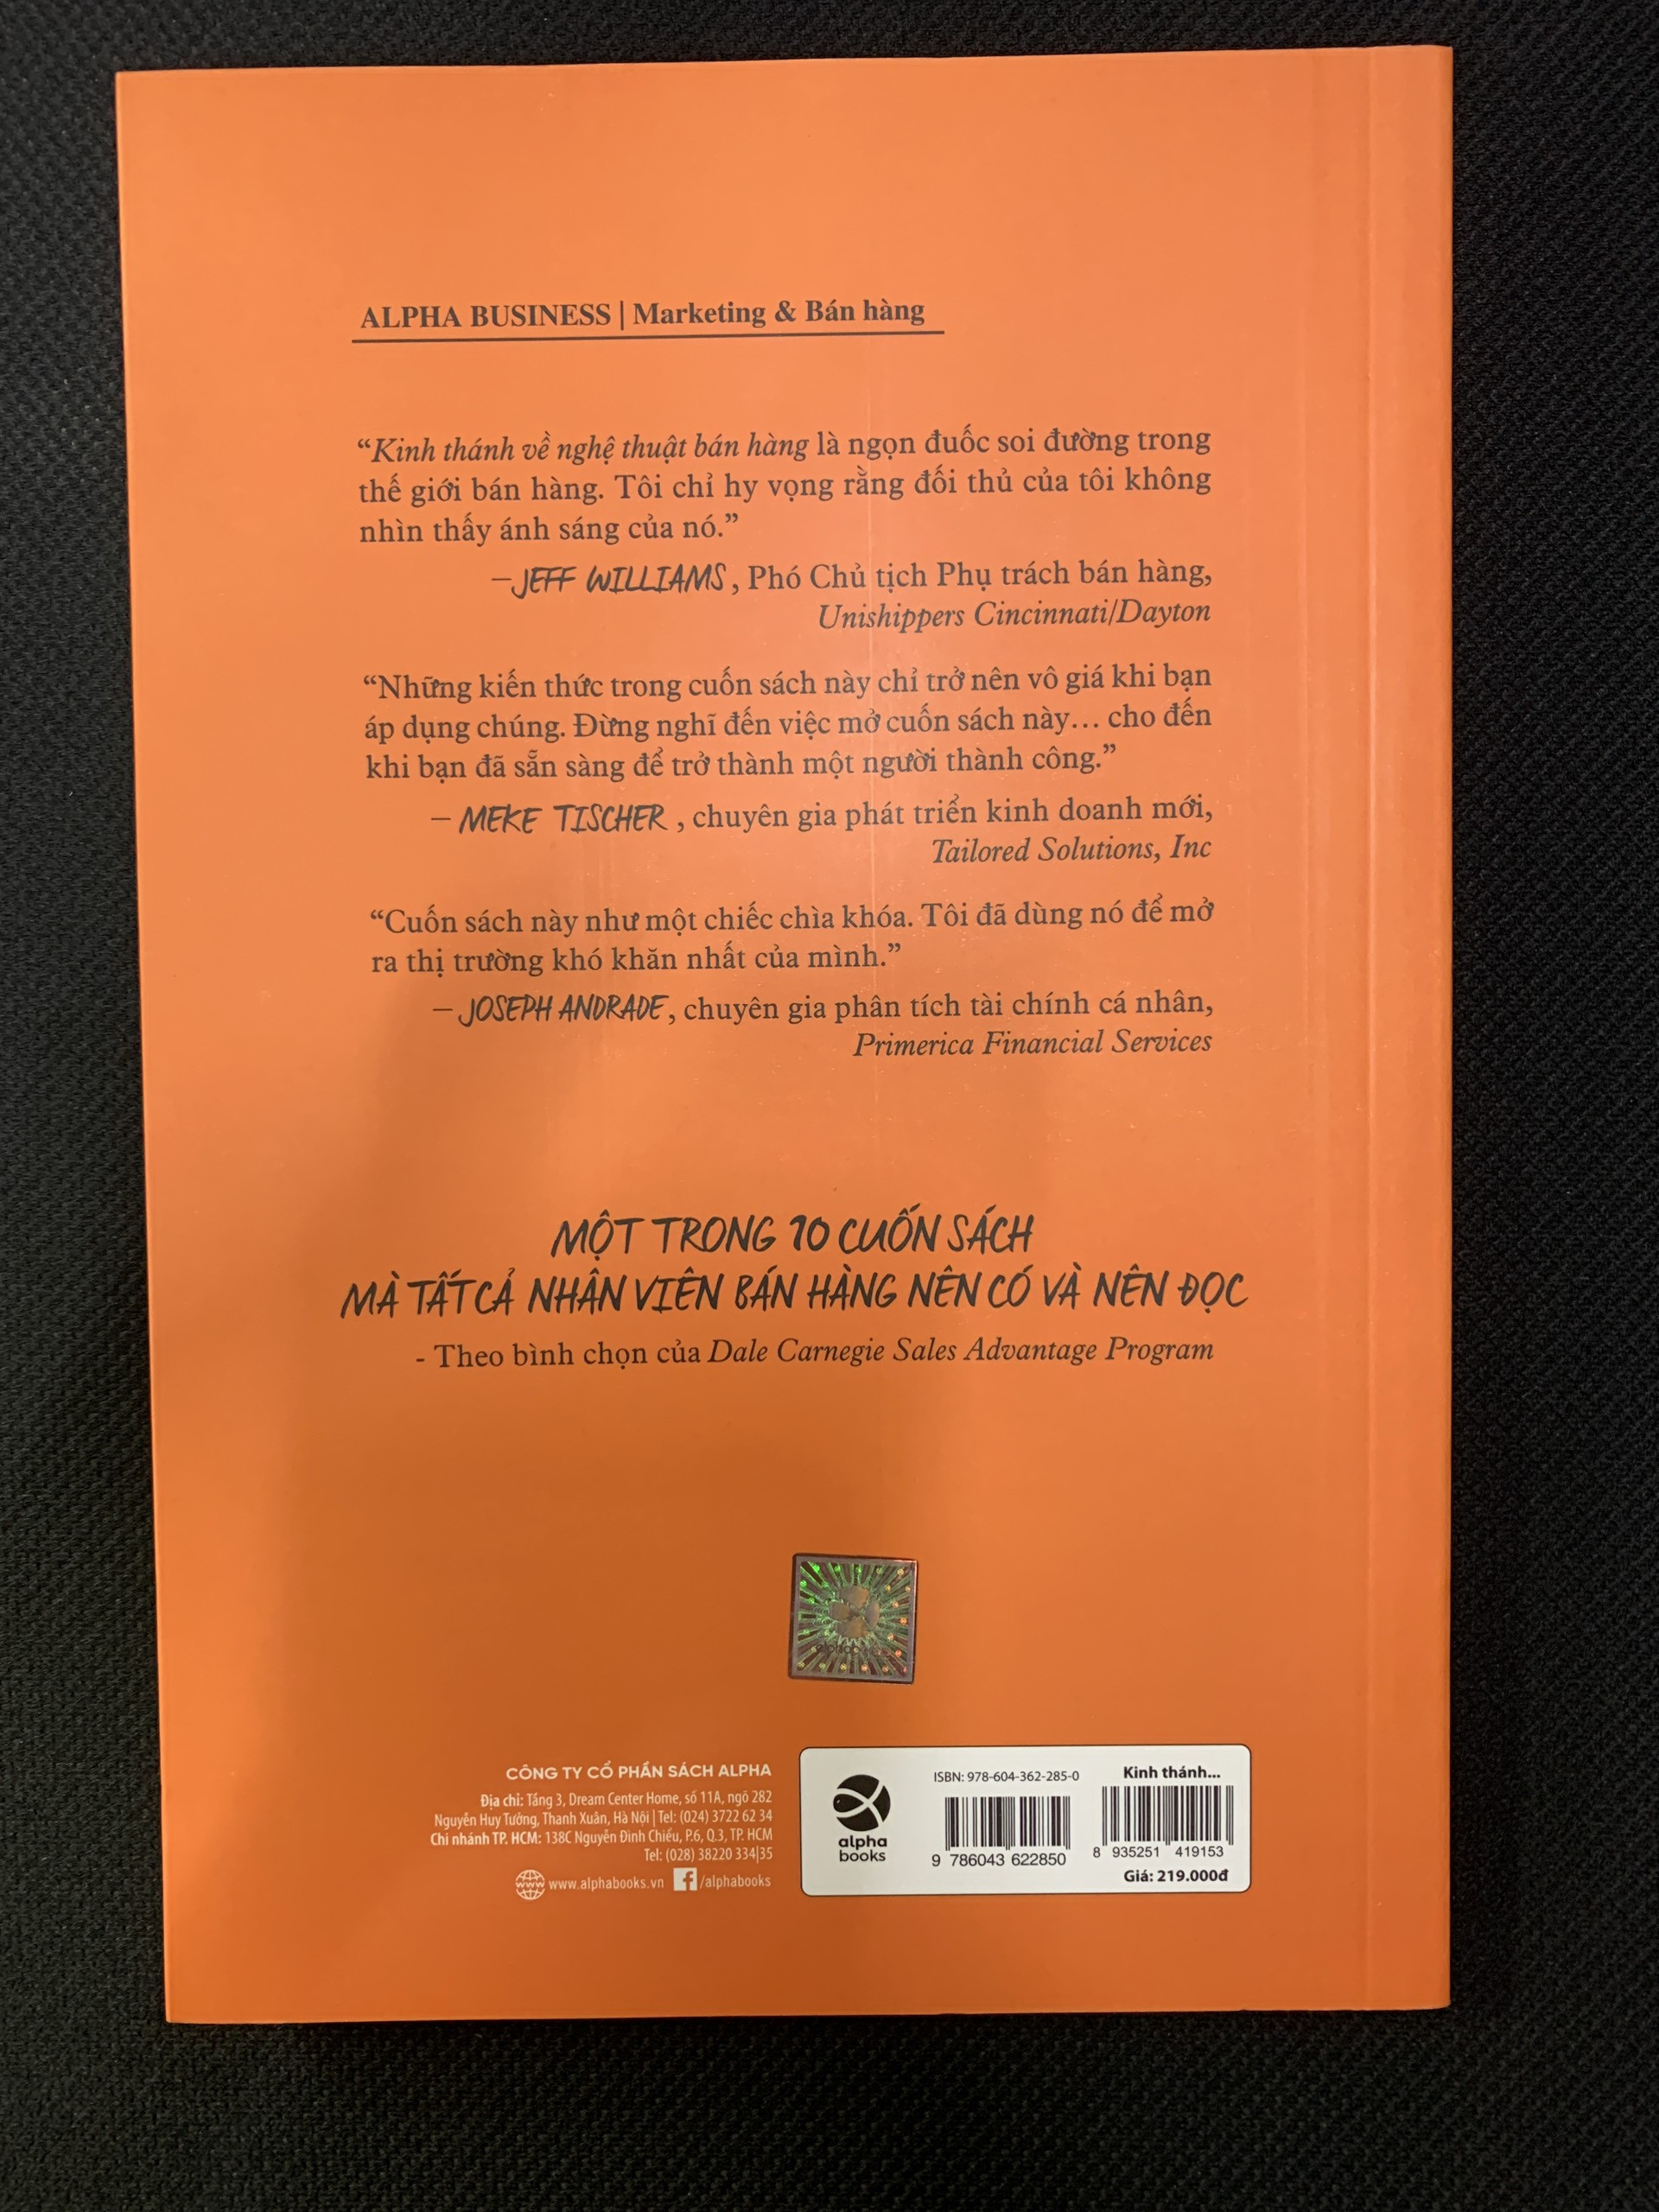 ALPHA BUSINESS | Marketing & Bán hàng
“Kinh thánh về nghệ thuật bán hàng là ngọn đuốc soi đường trong
thế giới bán hàng. Tôi chỉ hy vọng rằng đối thủ của tôi không
nhìn thấy ánh sáng của nó.”
– JEFF WILLIAMS, Phó Chủ tịch Phụ trách bán hàng,
Unishippers Cincinnati/Dayton
“Những kiến thức trong cuốn sách này chỉ trở nên vô giá khi bạn
áp dụng chúng. Đừng nghĩ đến việc mở cuốn sách này… cho đến
khi bạn đã sẵn sàng để trở thành một người thành công.”
– MEKE TISCHER , chuyên gia phát triển kinh doanh mới,
Tailored Solutions, Inc
“Cuốn sách này như một chiếc chìa khóa. Tôi đã dùng nó để mở
ra thị trường khó khăn nhất của mình.”
– JOSEPH ANDRADE, chuyên gia phân tích tài chính cá nhân,
Primerica Financial Services
MỘT TRONG 10 CUỐN SÁCH
MÀ TẤT CẢ NHÂN VIÊN BÁN HÀNG NÊN CÓ VÀ NÊN ĐỌC
- Theo bình chọn của Dale Carnegie Sales Advantage Program
CÔNG TY CỔ PHẦN SÁCH ALPHA
Địa chỉ: Tầng 3, Dream Center Home, số 11A, ngõ 282
Nguyễn Huy Tưởng, Thanh Xuân, Hà Nội | Tel: (024) 3722 62 34
Chi nhánh TP. HCM: 138C Nguyễn Đình Chiểu, P.6, Q.3, TP. HCM
Tel: (028) 38220 334|35
www www.alphabooks.vn f /alphabooks
alpha
books
ISBN: 978-604-362-285-0
9 786043 622850
Kinh thánh...
8 935251 419153
Giá: 219.000đ